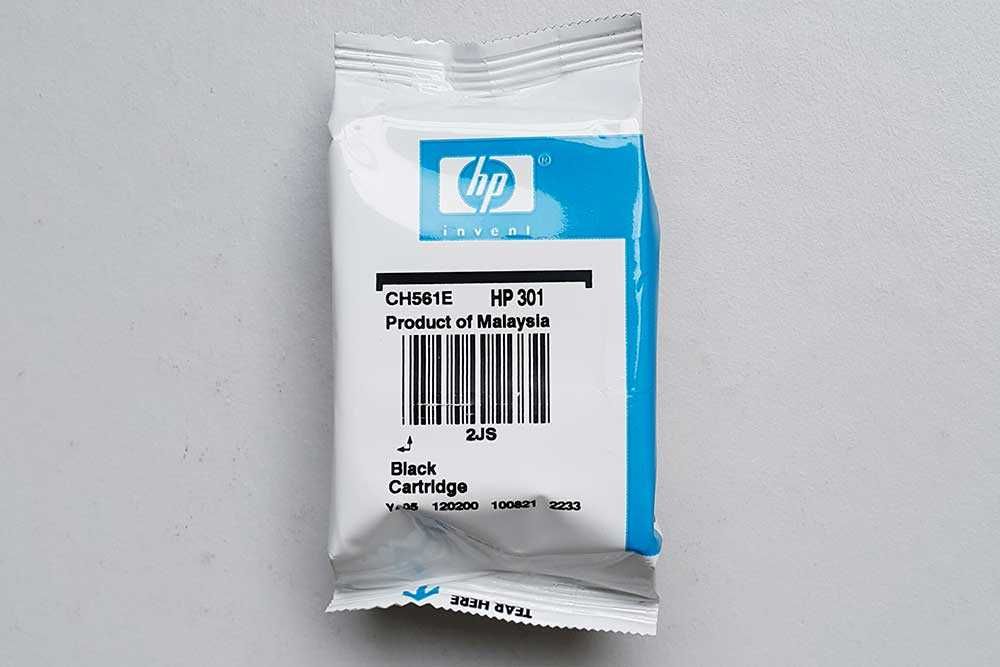 hp ®
invent
CH561E HP 301
Product of Malaysia
2JS
Black
Cartridge
120200 100821 2233
TEAR HERE